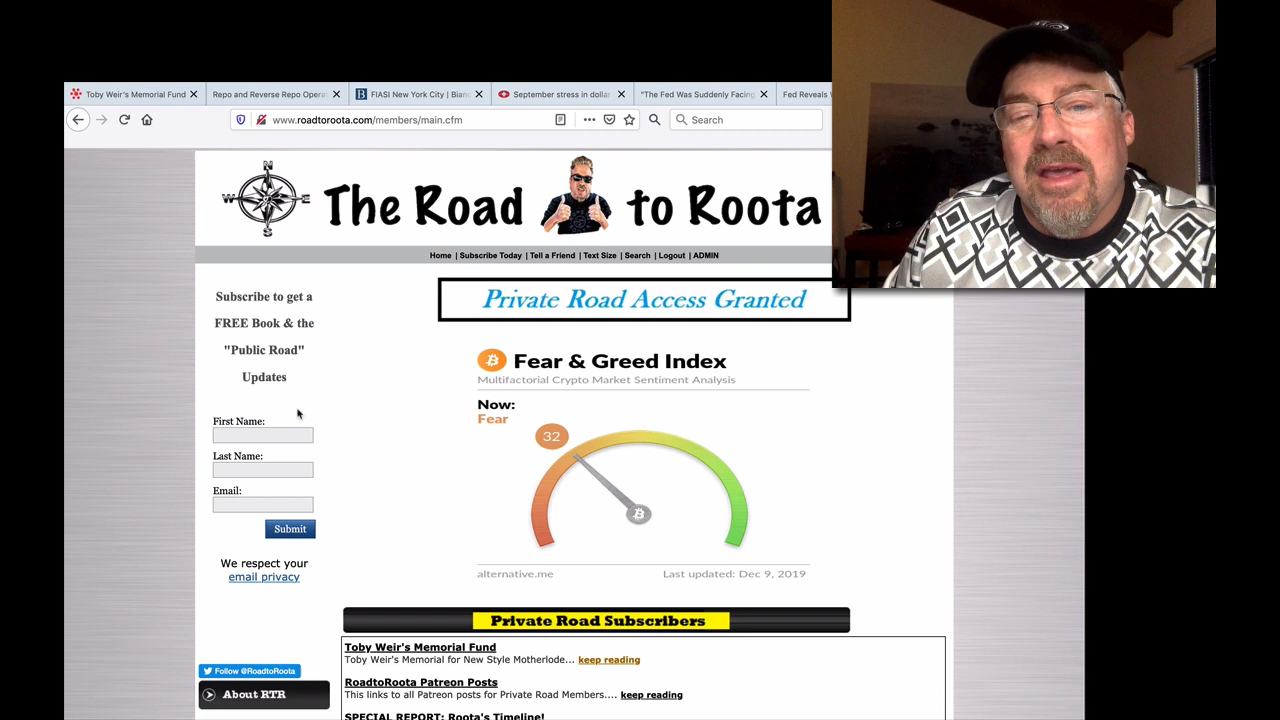 Toby Weir's Memorial Fund
Repo and Reverse Repo Opera
FIASI New York City | Bian
September stress in dollar
"The Fed Was Suddenly Facing
Fed Reveals
www.roadtoroota.com/members/main.cfm
Search
N
W E
S
The Road to Roota
Home | Subscribe Today | Tell a Friend | Text Size | Search | Logout | ADMIN
Subscribe to get a
FREE Book & the
"Public Road"
Updates
First Name:
Last Name:
Email:
Submit
We respect your
email privacy
Follow @RoadtoRoota
About RTR
Private Road Access Granted
Fear & Greed Index
Multifactorial Crypto Market Sentiment Analysis
Now:
Fear
32
alternative.me
Last updated: Dec 9, 2019
Private Road Subscribers
Toby Weir's Memorial Fund
Toby Weir's Memorial for New Style Motherlode... keep reading
RoadtoRoota Patreon Posts
This links to all Patreon posts for Private Road Members.... keep reading
SPECIAL REPORT: Roota's Timeline!